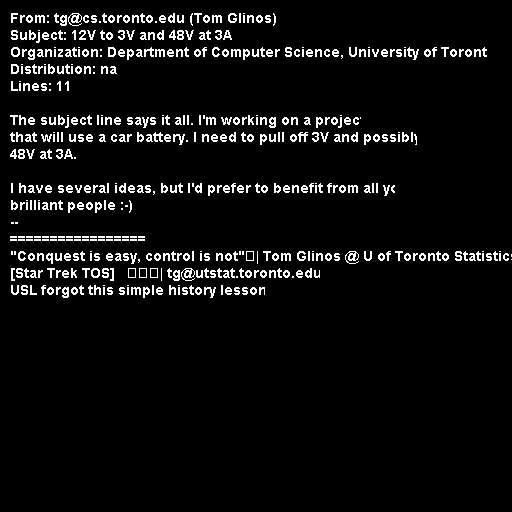 From: tg@cs.toronto.edu (Tom Glinos)
Subject: 12V to 3V and 48V at 3A
Organization: Department of Computer Science, University of Toront
Distribution: na
Lines: 11

The subject line says it all. I'm working on a projec
that will use a car battery. I need to pull off 3V and possibly
48V at 3A.

I have several ideas, but I'd prefer to benefit from all yo
brilliant people :-)
--
=================
"Conquest is easy, control is not"▯| Tom Glinos @ U of Toronto Statistics
[Star Trek TOS] ▯▯▯| tg@utstat.toronto.edu
USL forgot this simple history lesson